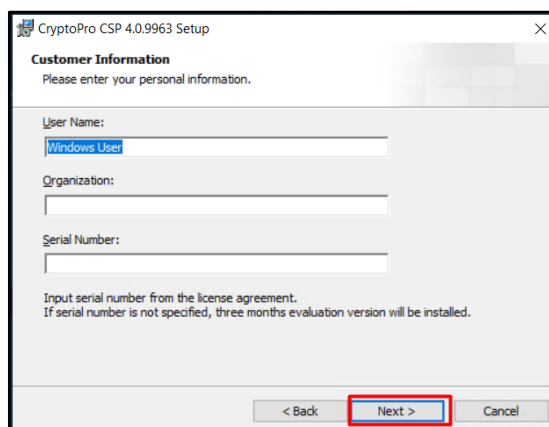 CryptoPro CSP 4.0.9963 Setup
Customer Information
Please enter your personal information.
User Name:
Windows User
Organization:
Serial Number:
Input serial number from the license agreement.
If serial number is not specified, three months evaluation version will be installed.
< Back Next > Cancel